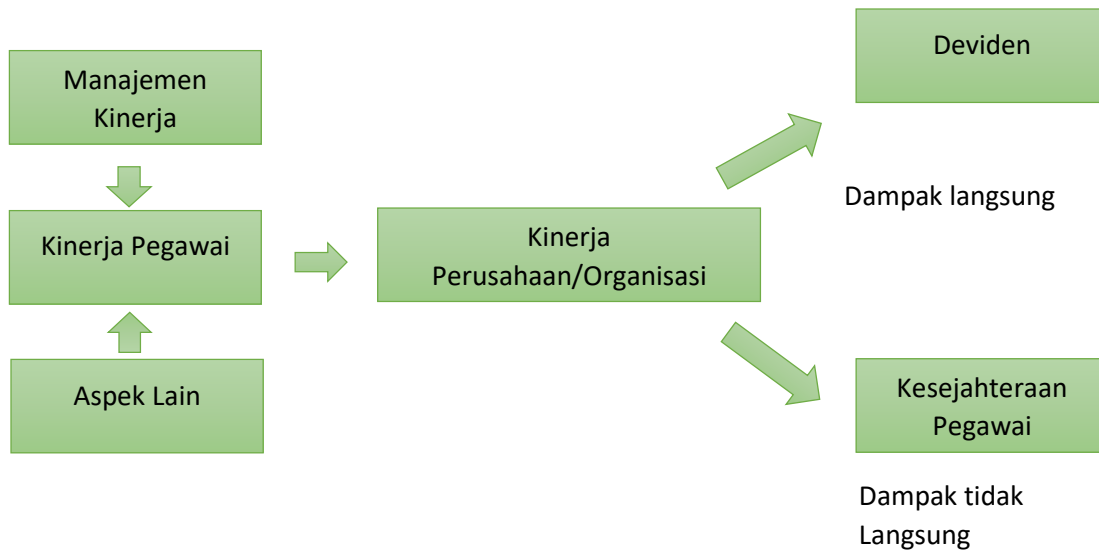 Manajemen
Kinerja
Kinerja Pegawai
Aspek Lain
Kinerja
Perusahaan/Organisasi
Deviden
Dampak langsung
Kesejahteraan
Pegawai
Dampak tidak
Langsung